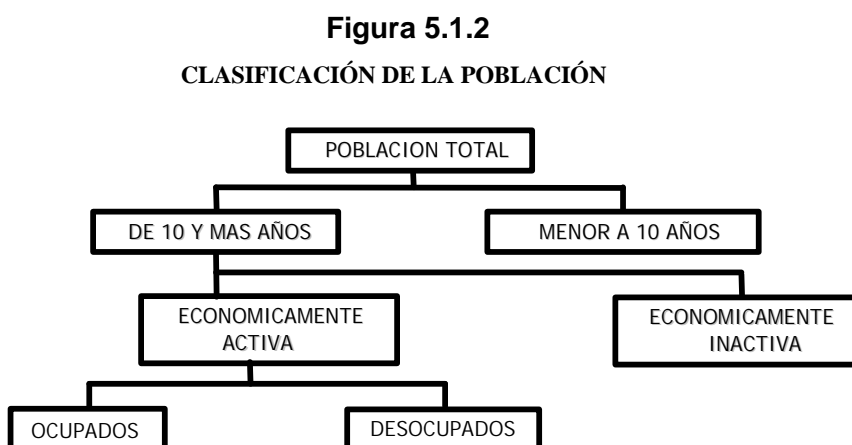 Figura 5.1.2
CLASIFICACIÓN DE LA POBLACIÓN
POBLACION TOTAL
DE 10 Y MAS AÑOS
MENOR A 10 AÑOS
ECONOMICAMENTE
ACTIVA
ECONOMICAMENTE
INACTIVA
OCUPADOS
DESOCUPADOS